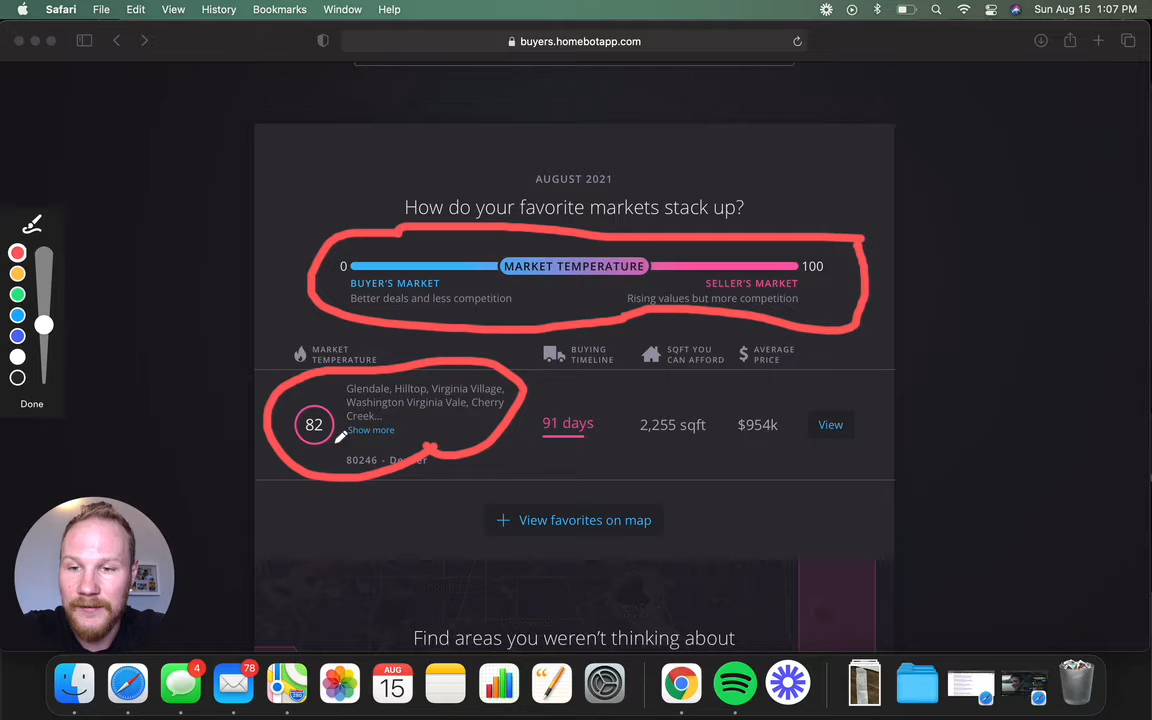 Safari File Edit View History Bookmarks Window Help Sun Aug 15 1:07 PM
buyers.homebotapp.com
AUGUST 2021
How do your favorite markets stack up?
0 MARKET TEMPERATURE 100
BUYER'S MARKET SELLER'S MARKET
Better deals and less competition Rising values but more competition
MARKET TEMPERATURE
BUYING TIMELINE
SQFT YOU CAN AFFORD
AVERAGE PRICE
Glendale, Hilltop, Virginia Village,
Washington Virginia Vale, Cherry
Creek...
Show more
82
80246 - Denver
91 days 2,255 sqft $954k View
+ View favorites on map
Find areas you weren't thinking about
Done
4
78
AUG
15
280